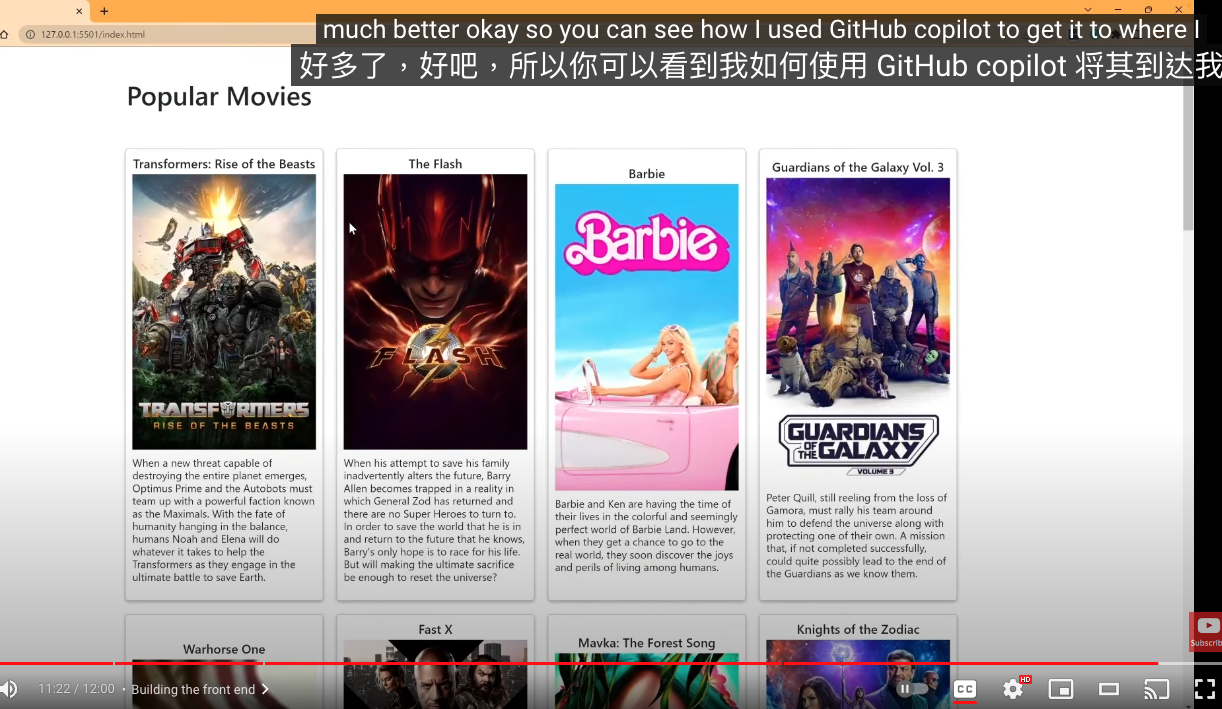 127.0.0.1:5501/index.html
much better okay so you can see how I used GitHub copilot to get it to where I
好多了，好吧，所以你可以看到我如何使用 GitHub copilot 将其到达我
Popular Movies
Transformers: Rise of the Beasts
TRANSFORMERS
RISE OF THE BEASTS
When a new threat capable of
destroying the entire planet emerges,
Optimus Prime and the Autobots must
team up with a powerful faction known
as the Maximals. With the fate of
humanity hanging in the balance,
humans Noah and Elena will do
whatever it takes to help the
Transformers as they engage in the
ultimate battle to save Earth.
The Flash
FLASH
When his attempt to save his family
inadvertently alters the future, Barry
Allen becomes trapped in a reality in
which General Zod has returned and
there are no Super Heroes to turn to.
In order to save the world that he is in
and return to the future that he knows,
Barry's only hope is to race for his life.
But will making the ultimate sacrifice
be enough to reset the universe?
Barbie
Barbie
Barbie and Ken are having the time of
their lives in the colorful and seemingly
perfect world of Barbie Land. However,
when they get a chance to go to the
real world, they soon discover the joys
and perils of living among humans.
Guardians of the Galaxy Vol. 3
GUARDIANS
OF THE GALAXY
VOLUME 3
Peter Quill, still reeling from the loss of
Gamora, must rally his team around
him to defend the universe along with
protecting one of their own. A mission
that, if not completed successfully,
could quite possibly lead to the end of
the Guardians as we know them.
Warhorse One
Fast X
Mavka: The Forest Song
Knights of the Zodiac
Subscrib
11:22 / 12:00 • Building the front end
CC
HD